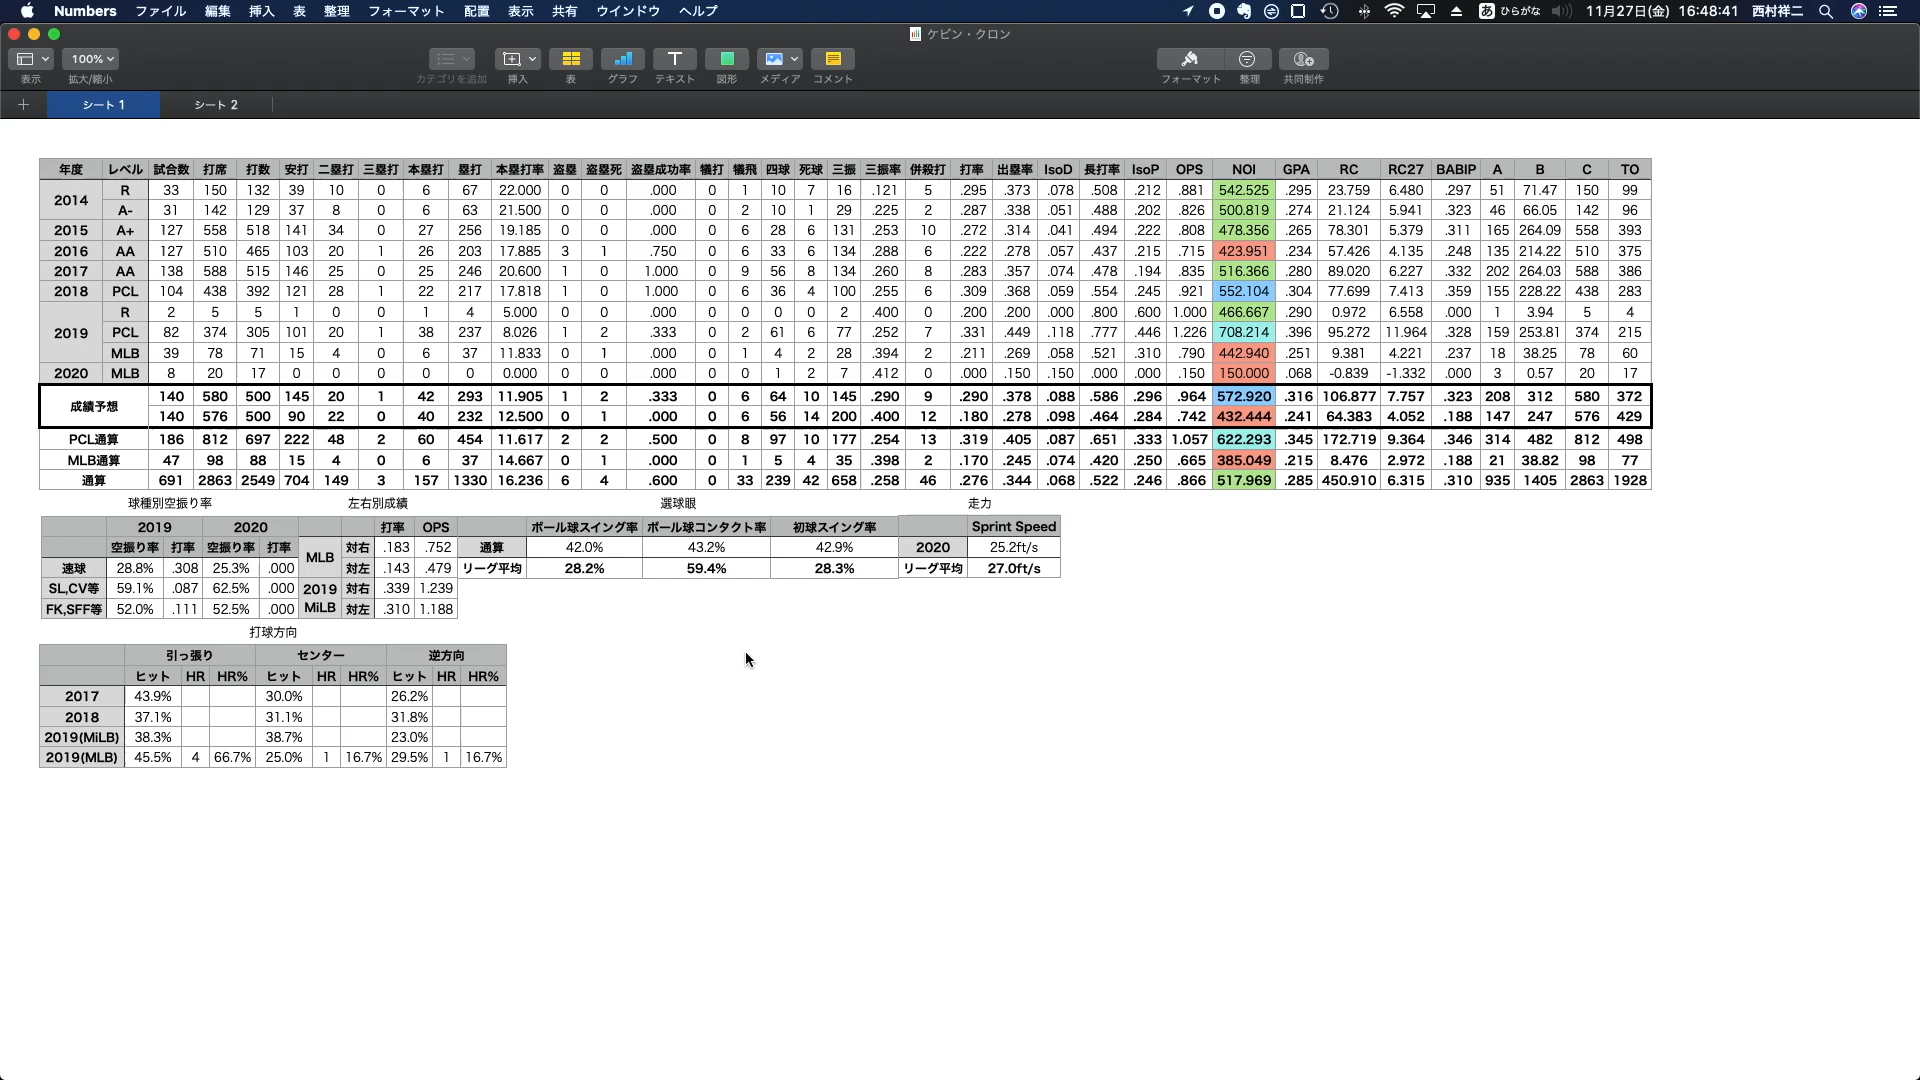 Numbers ファイル 編集 挿入 表 整理 フォーマット 配置 表示 共有 ウインドウ ヘルプ あ ひらがな 11月27日(金) 16:48:41 西村祥二
ケビン・クロン
100%
表示 拡大/縮小 カテゴリを追加 挿入 表 グラフ テキスト 図形 メディア コメント フォーマット 整理 共同制作
シート 1 シート 2
年度 レベル 試合数 打席 打数 安打 二塁打 三塁打 本塁打 塁打 本塁打率 盗塁 盗塁死 盗塁成功率 犠打 犠飛 四球 死球 三振 三振率 併殺打 打率 出塁率 IsoD 長打率 IsoP OPS NOI GPA RC RC27 BABIP A B C TO
2014 R 33 150 132 39 10 0 6 67 22.000 0 0 .000 0 1 10 7 16 .121 5 .295 .373 .078 .508 .212 .881 542.525 .295 23.759 6.480 .297 51 71.47 150 99
A- 31 142 129 37 8 0 6 63 21.500 0 0 .000 0 2 10 1 29 .225 2 .287 .338 .051 .488 .202 .826 500.819 .274 21.124 5.941 .323 46 66.05 142 96
2015 A+ 127 558 518 141 34 0 27 256 19.185 0 0 .000 0 6 28 6 131 .253 10 .272 .314 .041 .494 .222 .808 478.356 .265 78.301 5.379 .311 165 264.09 558 393
2016 AA 127 510 465 103 20 1 26 203 17.885 3 1 .750 0 6 33 6 134 .288 6 .222 .278 .057 .437 .215 .715 423.951 .234 57.426 4.135 .248 135 214.22 510 375
2017 AA 138 588 515 146 25 0 25 246 20.600 1 0 1.000 0 9 56 8 134 .260 8 .283 .357 .074 .478 .194 .835 516.366 .280 89.020 6.227 .332 202 264.03 588 386
2018 PCL 104 438 392 121 28 1 22 217 17.818 1 0 1.000 0 6 36 4 100 .255 6 .309 .368 .059 .554 .245 .921 552.104 .304 77.699 7.413 .359 155 228.22 438 283
2019 R 2 5 5 1 0 0 1 4 5.000 0 0 .000 0 0 0 0 2 .400 0 .200 .200 .000 .800 .600 1.000 466.667 .290 0.972 6.558 .000 1 3.94 5 4
PCL 82 374 305 101 20 1 38 237 8.026 1 2 .333 0 2 61 6 77 .252 7 .331 .449 .118 .777 .446 1.226 708.214 .396 95.272 11.964 .328 159 253.81 374 215
MLB 39 78 71 15 4 0 6 37 11.833 0 1 .000 0 1 4 2 28 .394 2 .211 .269 .058 .521 .310 .790 442.940 .251 9.381 4.221 .237 18 38.25 78 60
2020 MLB 8 20 17 0 0 0 0 0 0.000 0 0 .000 0 0 1 2 7 .412 0 .000 .150 .150 .000 .000 .150 150.000 .068 -0.839 -1.332 .000 3 0.57 20 17
成績予想 140 580 500 145 20 1 42 293 11.905 1 2 .333 0 6 64 10 145 .290 9 .290 .378 .088 .586 .296 .964 572.920 .316 106.877 7.757 .323 208 312 580 372
140 576 500 90 22 0 40 232 12.500 0 1 .000 0 6 56 14 200 .400 12 .180 .278 .098 .464 .284 .742 432.444 .241 64.383 4.052 .188 147 247 576 429
PCL通算 186 812 697 222 48 2 60 454 11.617 2 2 .500 0 8 97 10 177 .254 13 .319 .405 .087 .651 .333 1.057 622.293 .345 172.719 9.364 .346 314 482 812 498
MLB通算 47 98 88 15 4 0 6 37 14.667 0 1 .000 0 1 5 4 35 .398 2 .170 .245 .074 .420 .250 .665 385.049 .215 8.476 2.972 .188 21 38.82 98 77
通算 691 2863 2549 704 149 3 157 1330 16.236 6 4 .600 0 33 239 42 658 .258 46 .276 .344 .068 .522 .246 .866 517.969 .285 450.910 6.315 .310 935 1405 2863 1928
球種別空振り率 左右別成績 選球眼 走力
2019 2020 打率 OPS ボール球スイング率 ボール球コンタクト率 初球スイング率 Sprint Speed
空振り率 打率 空振り率 打率 MLB 対右 .183 .752 通算 42.0% 43.2% 42.9% 2020 25.2ft/s
速球 28.8% .308 25.3% .000 対左 .143 .479 リーグ平均 28.2% 59.4% 28.3% リーグ平均 27.0ft/s
SL,CV等 59.1% .087 62.5% .000 2019 対右 .339 1.239
FK,SFF等 52.0% .111 52.5% .000 MiLB 対左 .310 1.188
打球方向
引っ張り センター 逆方向
ヒット HR HR% ヒット HR HR% ヒット HR HR%
2017 43.9% 30.0% 26.2%
2018 37.1% 31.1% 31.8%
2019(MiLB) 38.3% 38.7% 23.0%
2019(MLB) 45.5% 4 66.7% 25.0% 1 16.7% 29.5% 1 16.7%